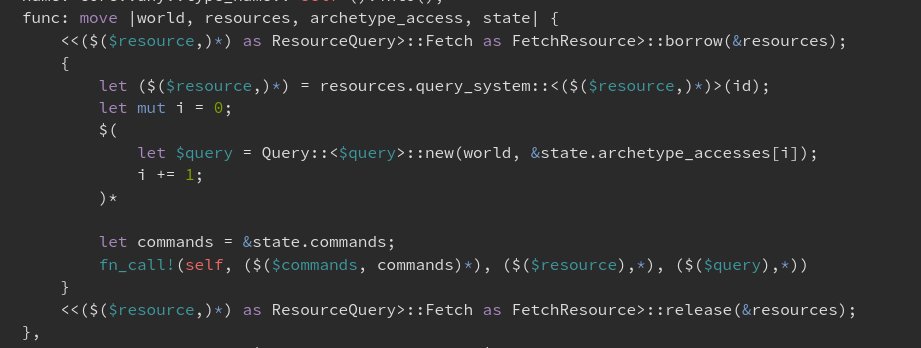 func: move |world, resources, archetype_access, state| {
<<($($resource,)*) as ResourceQuery>::Fetch as FetchResource>::borrow(&resources);
{
let ($($resource,)*) = resources.query_system::<($($resource,)*)>(id);
let mut i = 0;
$(
let $query = Query::<$query>::new(world, &state.archetype_accesses[i]);
i += 1;
)*
let commands = &state.commands;
fn_call!(self, ($($commands, commands)*), ($($resource),*), ($($query),*))
}
<<($($resource,)*) as ResourceQuery>::Fetch as FetchResource>::release(&resources);
},